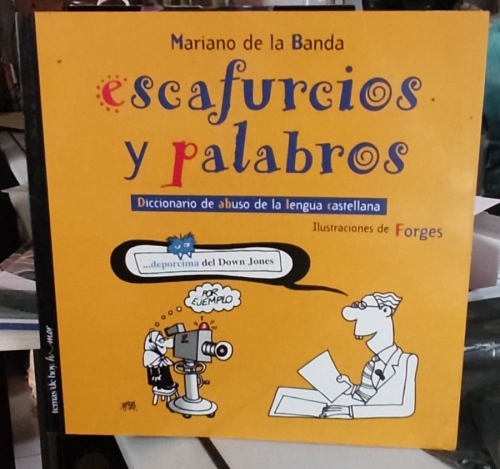 Mariano de la Banda
escafurcios
y palabros
Diccionario de abuso de la lengua castellana
Ilustraciones de Forges
...deporcima del Down Jones
POR
EJEMPLO
2
temas de hoy.